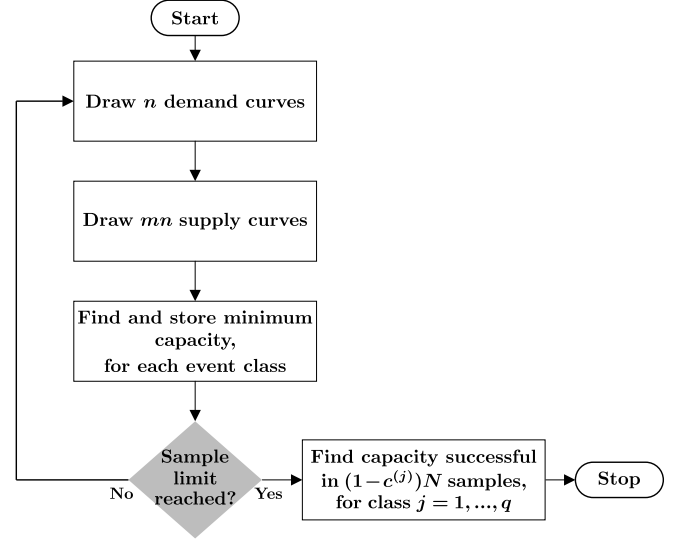 Start
Draw n demand curves
Draw mn supply curves
Find and store minimum
capacity,
for each event class
Sample
limit
reached?
No
Yes
Find capacity successful
in (1−c^(j))N samples,
for class j = 1, ..., q
Stop